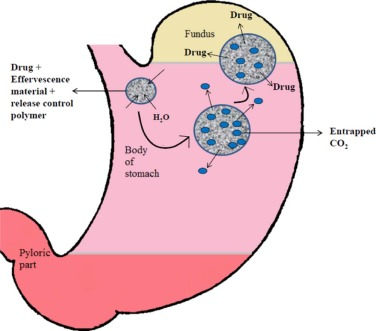 Drug
Fundus
Drug
Drug
Drug +
Effervescence
material +
release control
polymer
H₂O
Entrapped
CO₂
Body
of
stomach
Pyloric
part